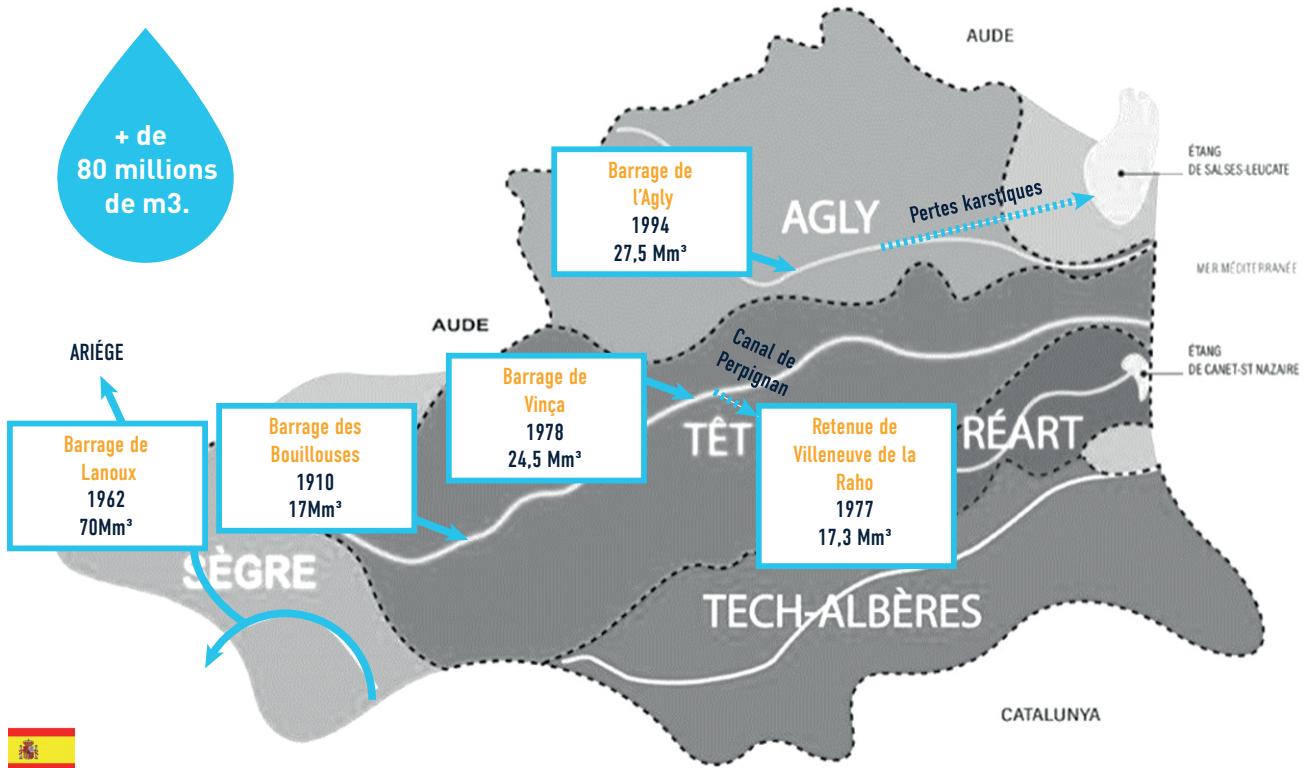 + de
80 millions
de m3.
AUDE
ÉTANG
DE SALSES-LEUCATE
Barrage de
l'Agly
1994
27,5 Mm³
AGLY
Pertes karstiques
MER MÉDITERRANÉE
AUDE
ARIÉGE
Canal de
Perpignan
ÉTANG
DE CANET-ST NAZAIRE
Barrage de
Vinça
1978
24,5 Mm³
Barrage des
Bouillouses
1910
17Mm³
Barrage de
Lanoux
1962
70Mm³
TÊT
Retenue de
Villeneuve de la
Raho
1977
17,3 Mm³
RÉART
SÈGRE
TECH-ALBÈRES
CATALUNYA